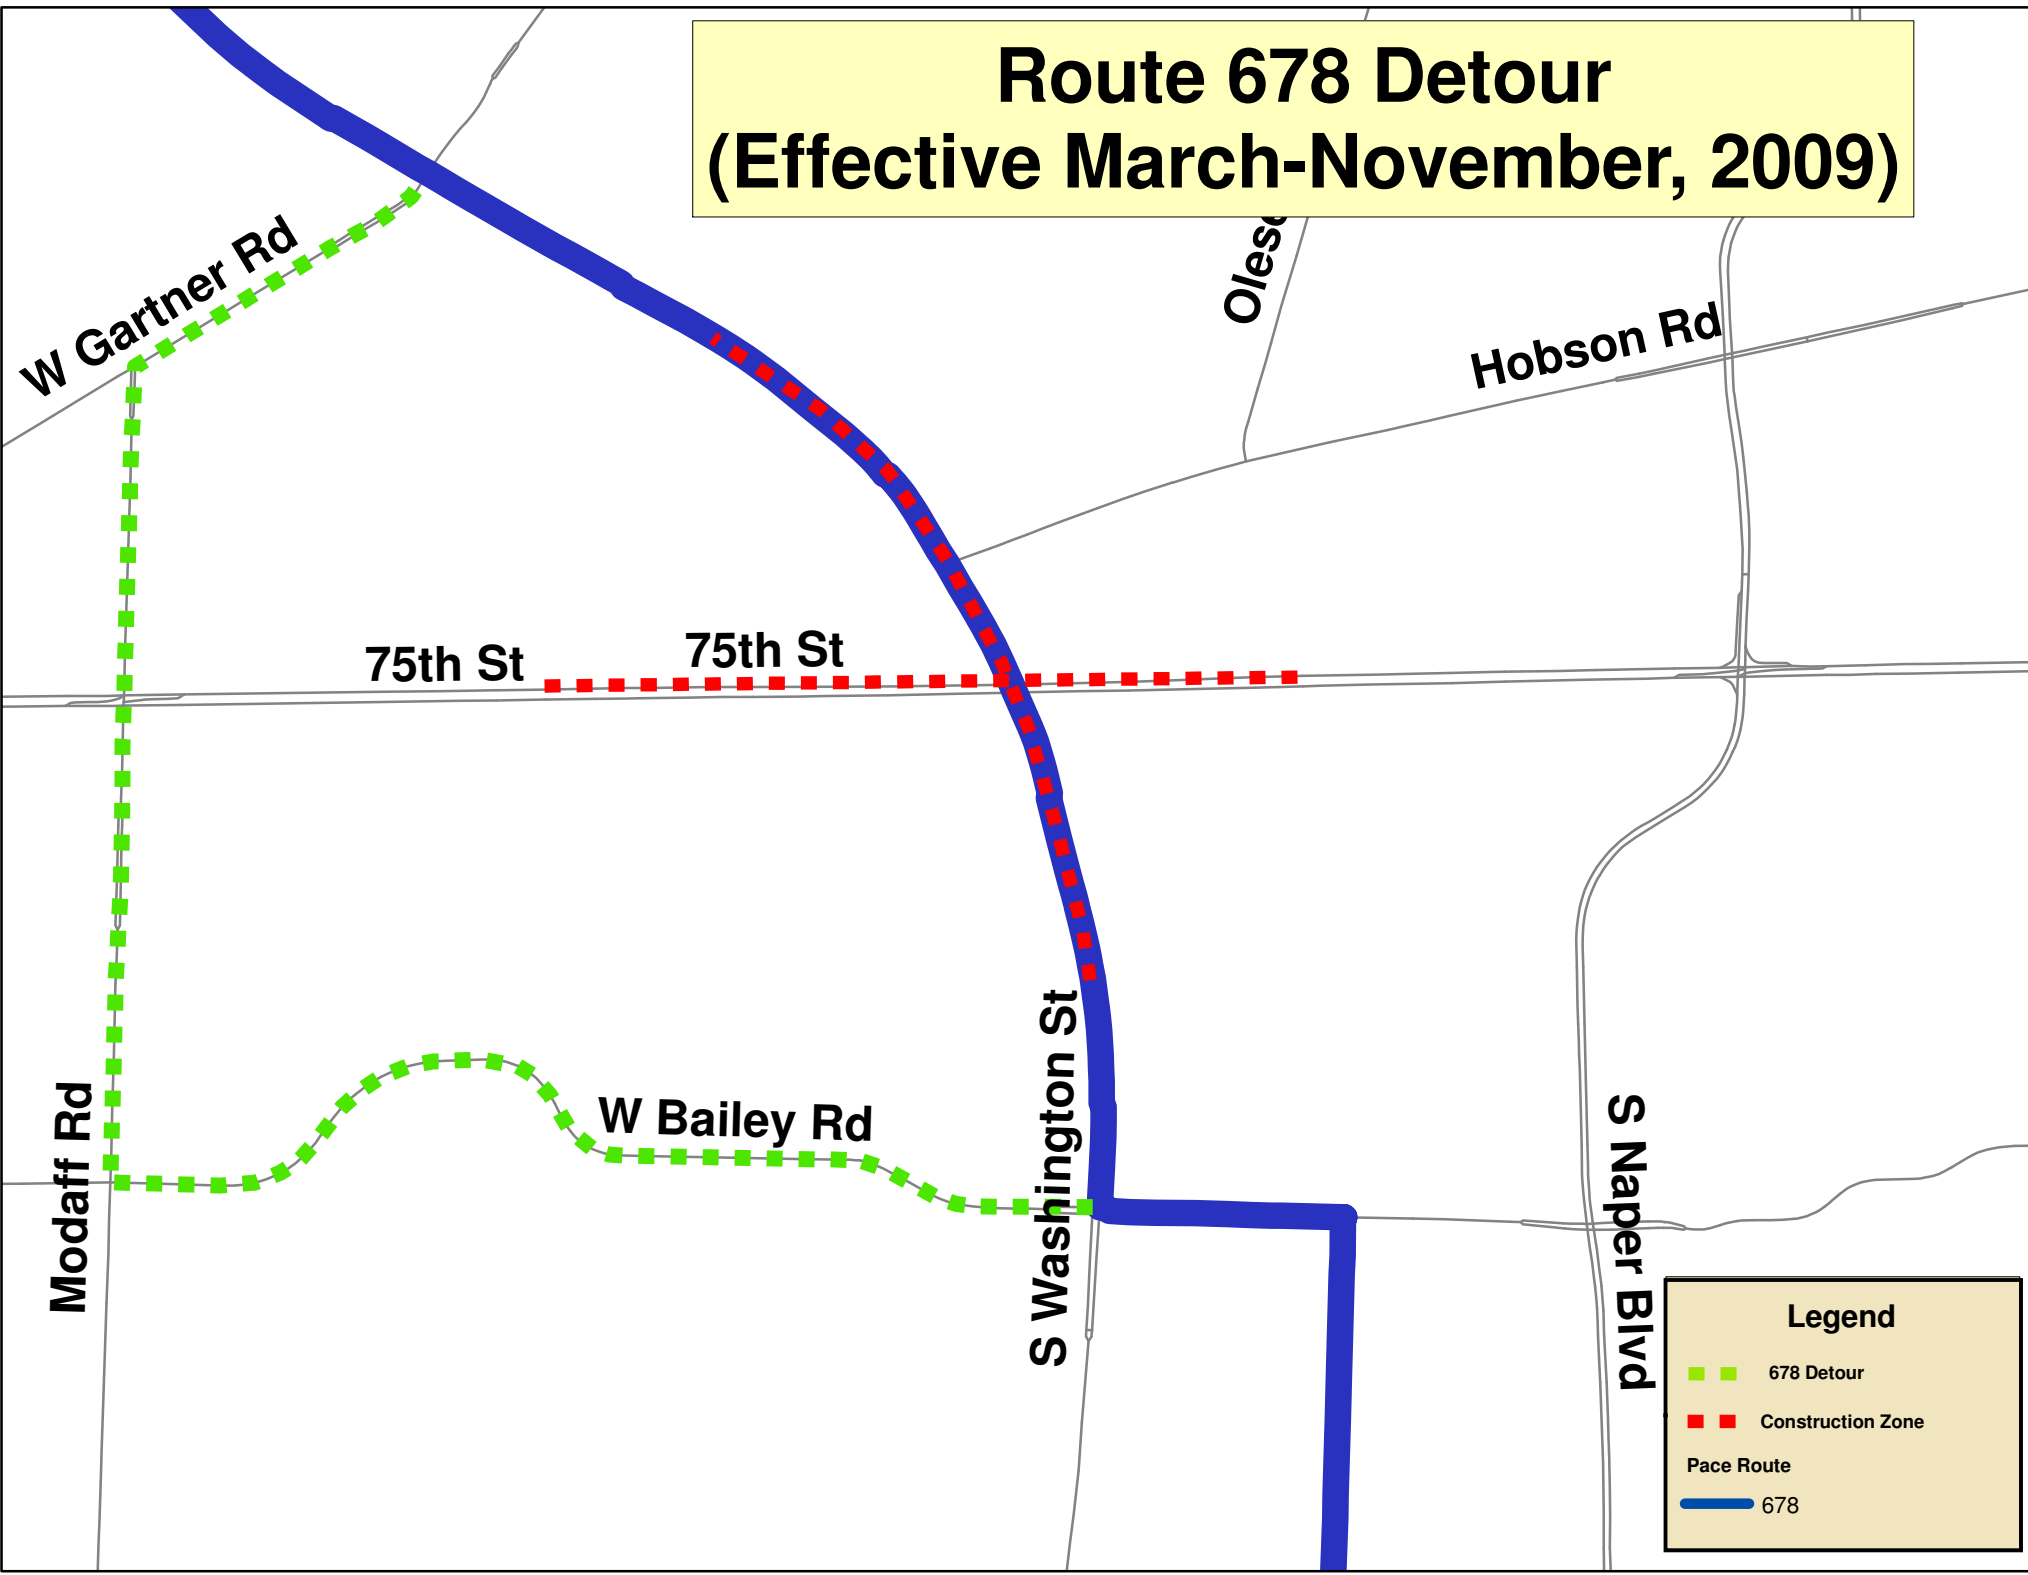 Route 678 Detour
(Effective March-November, 2009)
W Gartner Rd
Hobson Rd
75th St
75th St
W Bailey Rd
Modaff Rd
S Washington St
S Naper Blvd
Legend
678 Detour
Construction Zone
Pace Route
678